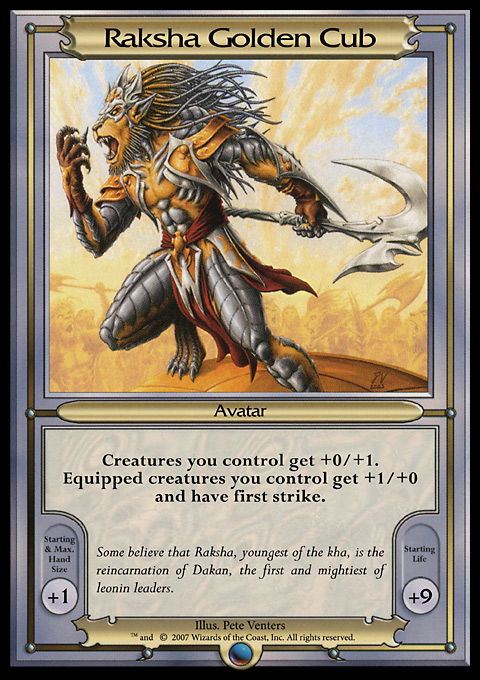 Raksha Golden Cub
Avatar
Creatures you control get +0/+1.
Equipped creatures you control get +1/+0
and have first strike.
Starting
& Max.
Hand
Size
+1
Some believe that Raksha, youngest of the kha, is the
reincarnation of Dakan, the first and mightiest of
leonin leaders.
Starting
Life
+9
Illus. Pete Venters
™ and © 2007 Wizards of the Coast, Inc. All rights reserved.